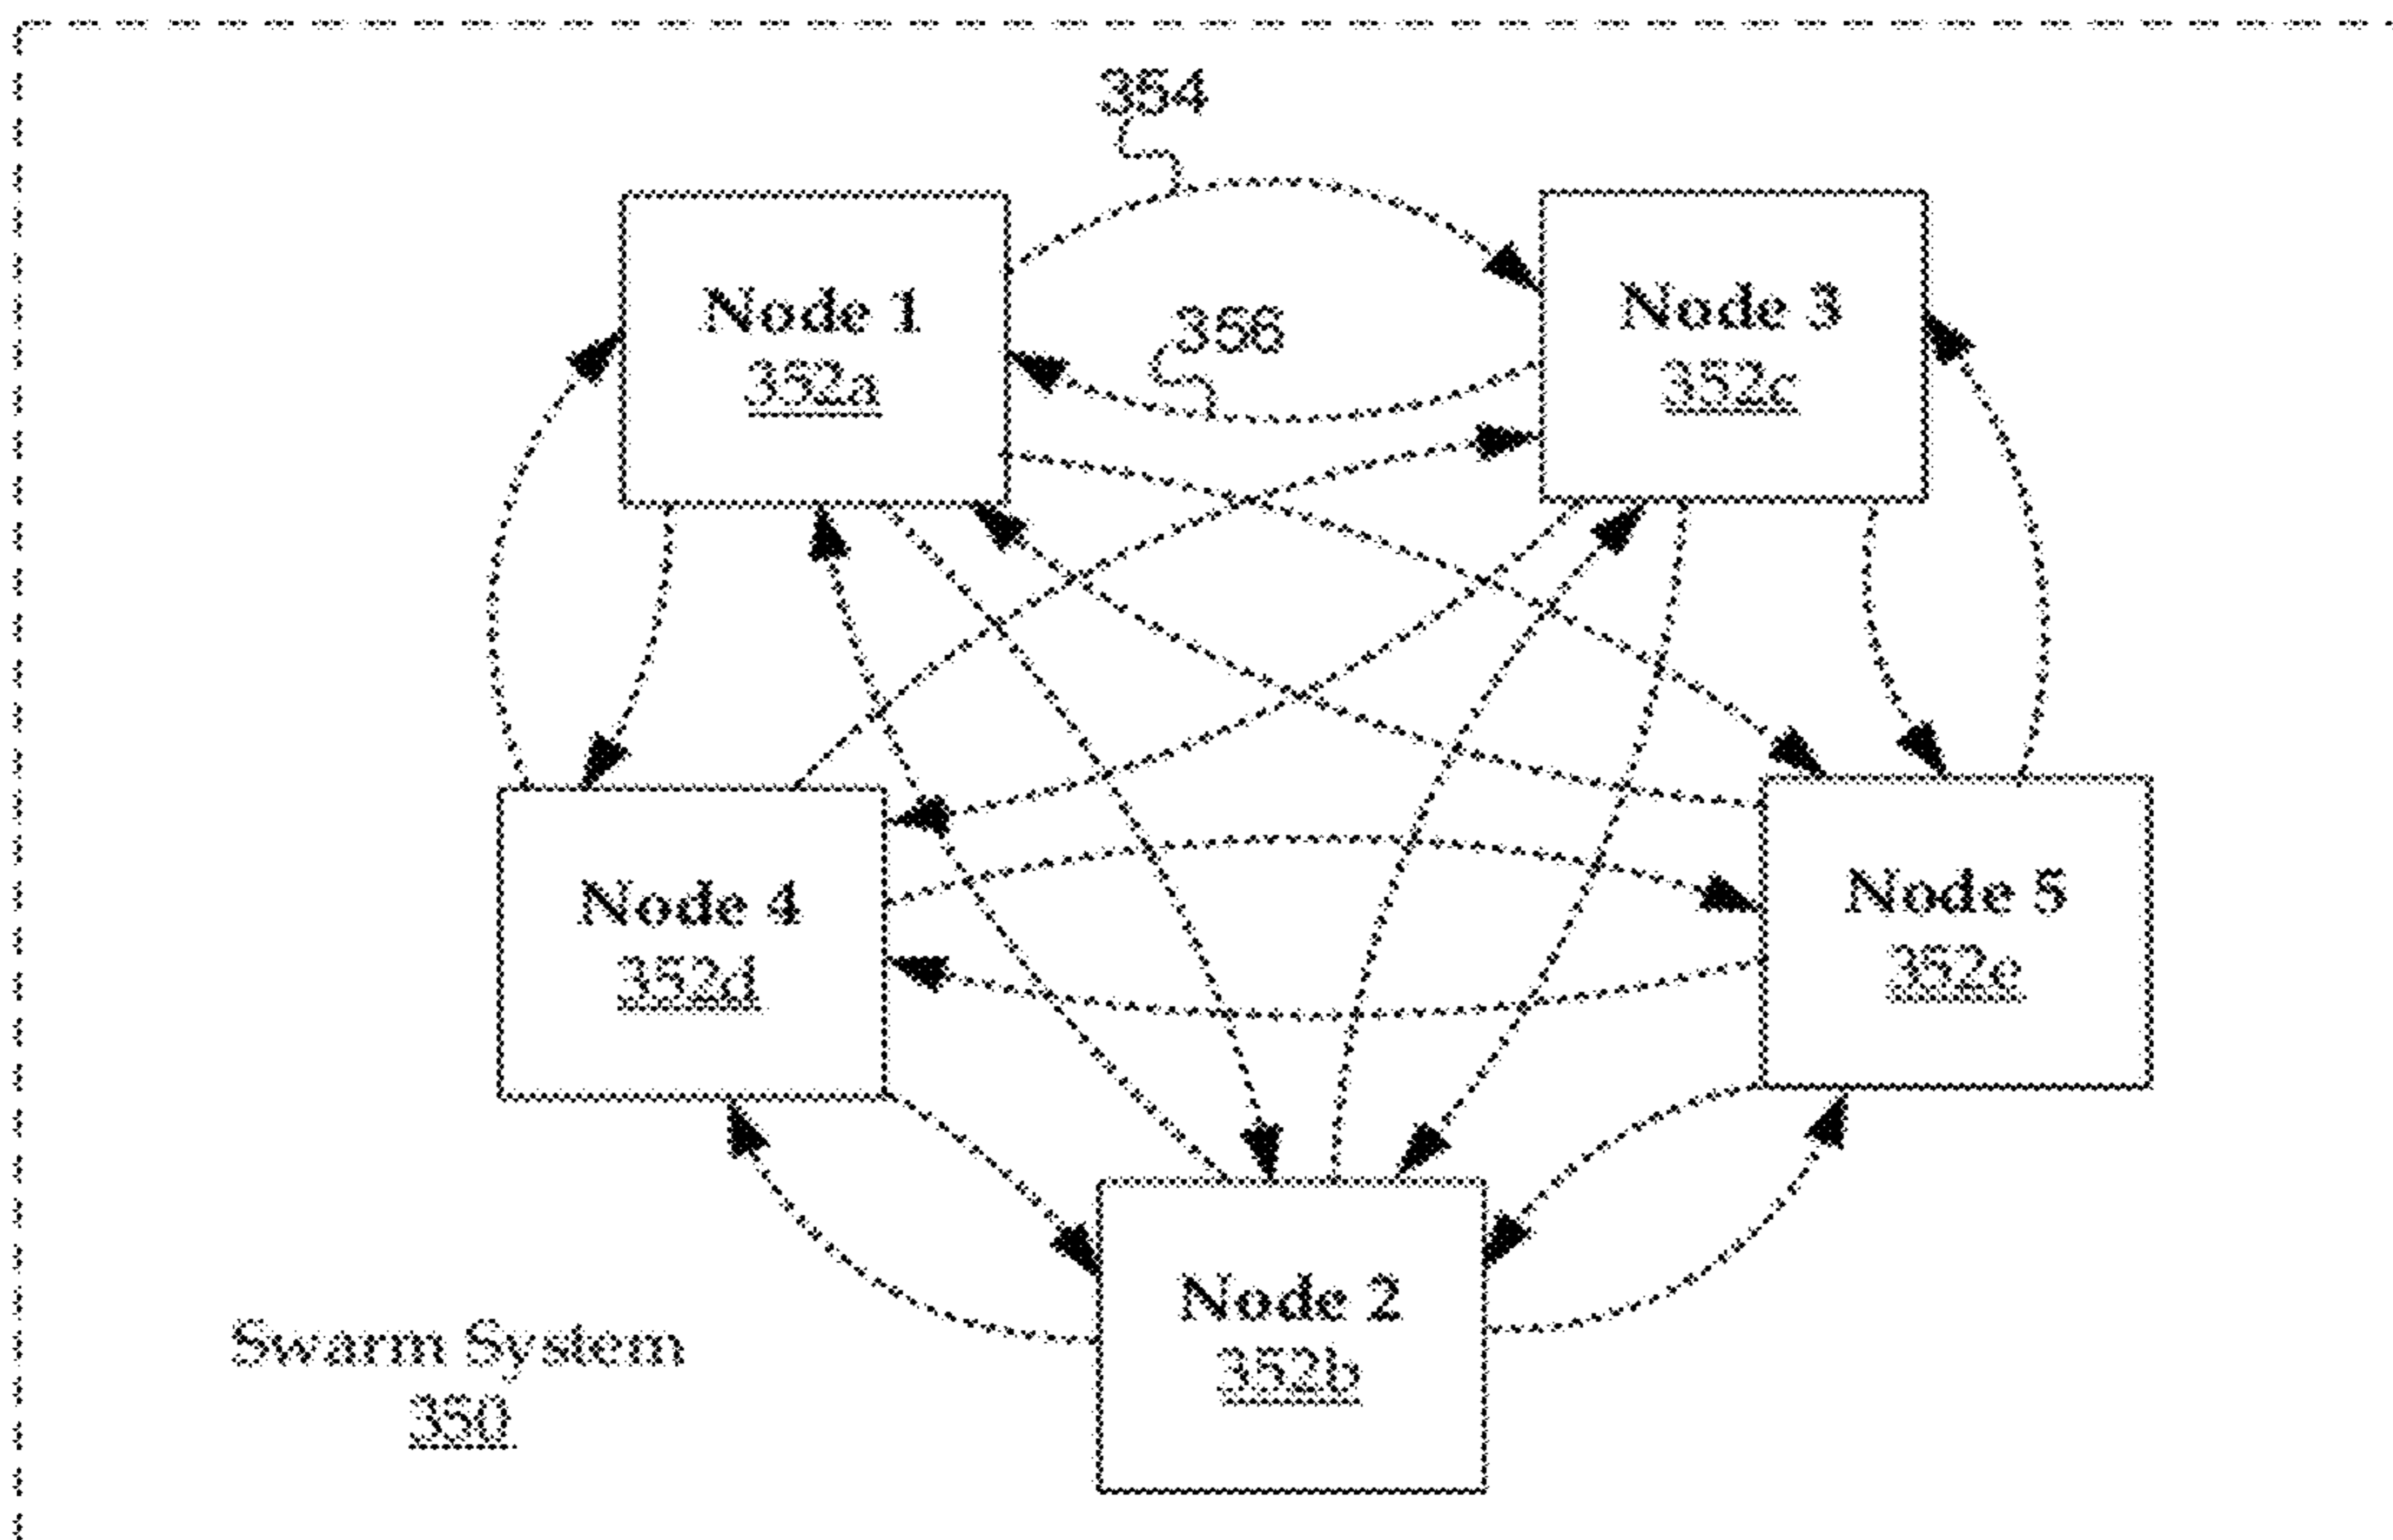 354
Node 1
352a
Node 3
352c
356
Node 4
352d
Node 5
352e
Node 2
352b
Swarm System
350